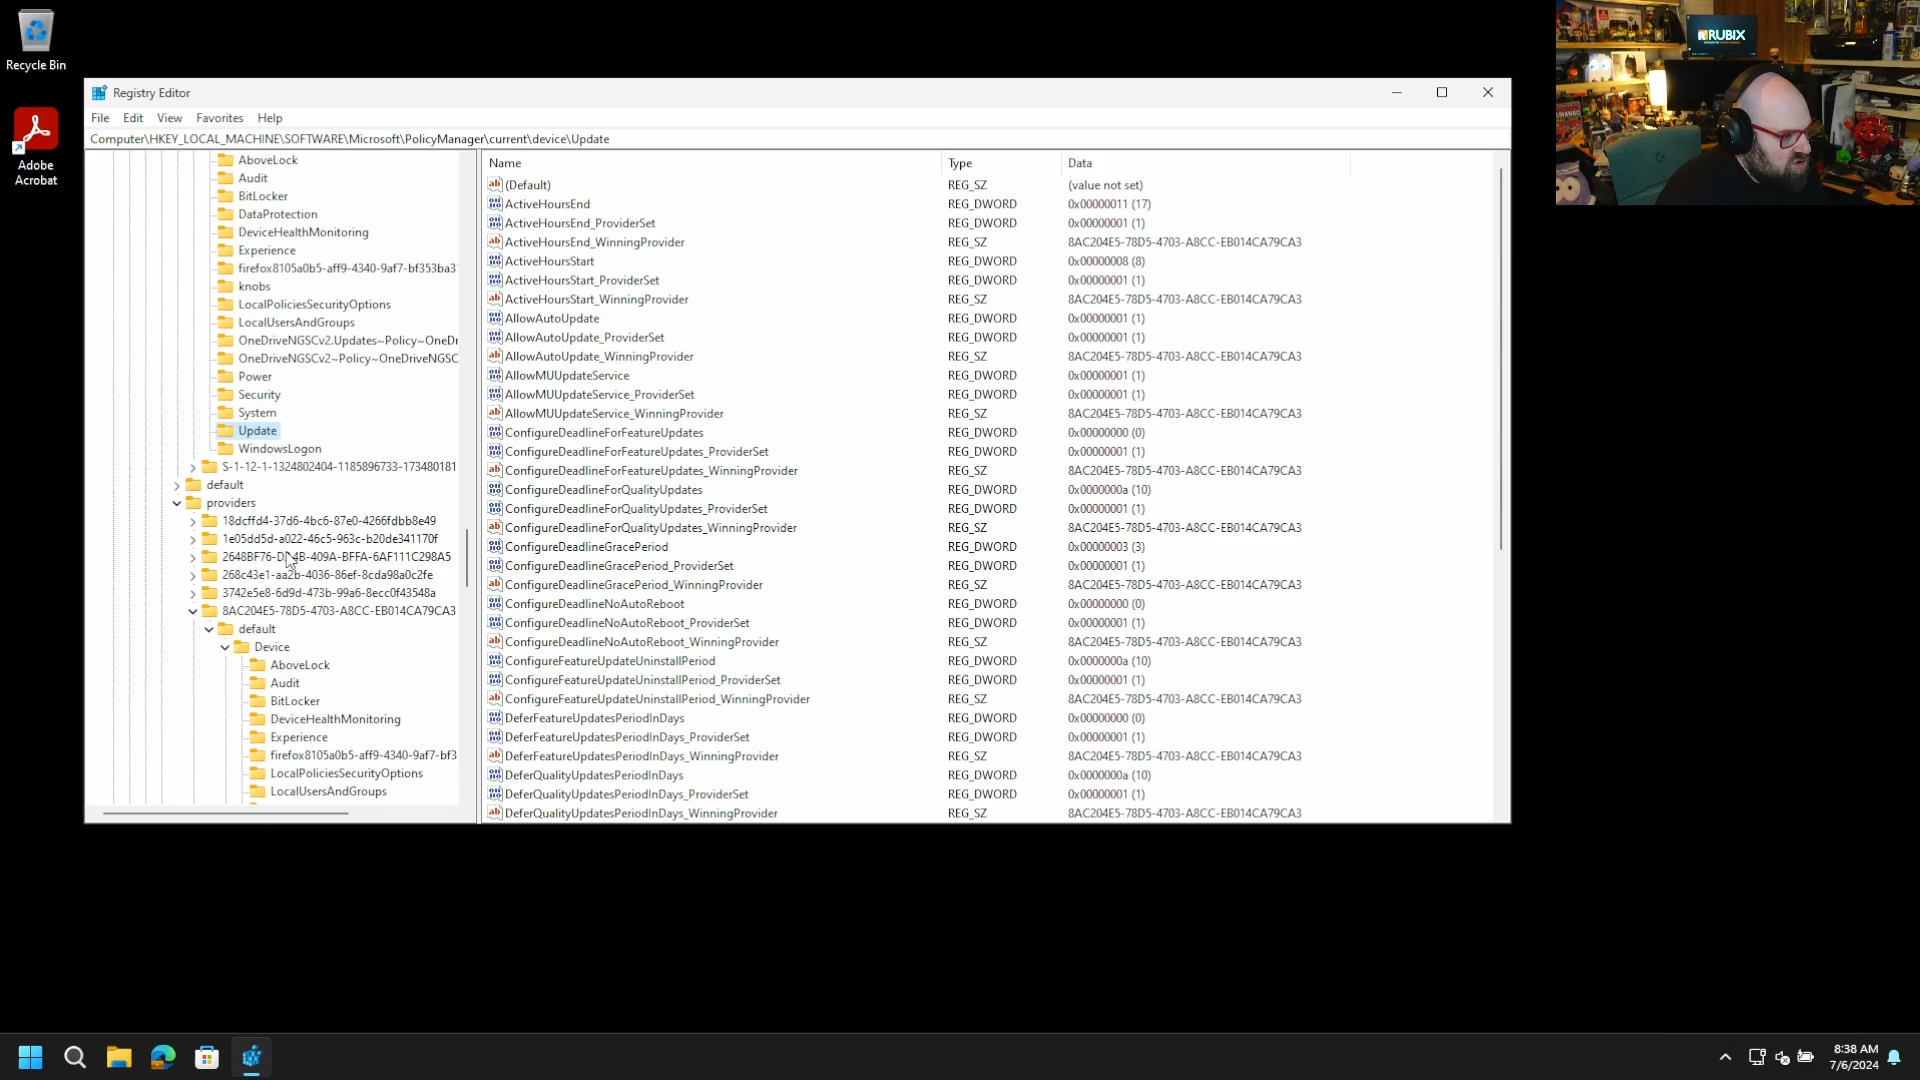 Recycle Bin
Adobe
Acrobat
RUBIX
Registry Editor
File Edit View Favorites Help
Computer\HKEY_LOCAL_MACHINE\SOFTWARE\Microsoft\PolicyManager\current\device\Update
AboveLock
Audit
BitLocker
DataProtection
DeviceHealthMonitoring
Experience
firefox8105a0b5-aff9-4340-9af7-bf353ba3
knobs
LocalPoliciesSecurityOptions
LocalUsersAndGroups
OneDriveNGSCv2.Updates~Policy~OneDr
OneDriveNGSCv2~Policy~OneDriveNGSC
Power
Security
System
Update
WindowsLogon
S-1-12-1-1324802404-1185896733-173480181
default
providers
18dcffd4-37d6-4bc6-87e0-4266fdbb8e49
1e05dd5d-a022-46c5-963c-b20de341170f
268c43e1-aa2b-4036-86ef-8cda98a0c2fe
3742e5e8-6d9d-473b-99a6-8ecc0f43548a
8AC204E5-78D5-4703-A8CC-EB014CA79CA3
default
Device
AboveLock
Audit
BitLocker
DeviceHealthMonitoring
Experience
firefox8105a0b5-aff9-4340-9af7-bf3
LocalPoliciesSecurityOptions
LocalUsersAndGroups
Name Type Data
(Default) REG_SZ (value not set)
ActiveHoursEnd REG_DWORD 0x00000011 (17)
ActiveHoursEnd_ProviderSet REG_DWORD 0x00000001 (1)
ActiveHoursEnd_WinningProvider REG_SZ 8AC204E5-78D5-4703-A8CC-EB014CA79CA3
ActiveHoursStart REG_DWORD 0x00000008 (8)
ActiveHoursStart_ProviderSet REG_DWORD 0x00000001 (1)
ActiveHoursStart_WinningProvider REG_SZ 8AC204E5-78D5-4703-A8CC-EB014CA79CA3
AllowAutoUpdate REG_DWORD 0x00000001 (1)
AllowAutoUpdate_ProviderSet REG_DWORD 0x00000001 (1)
AllowAutoUpdate_WinningProvider REG_SZ 8AC204E5-78D5-4703-A8CC-EB014CA79CA3
AllowMUUpdateService REG_DWORD 0x00000001 (1)
AllowMUUpdateService_ProviderSet REG_DWORD 0x00000001 (1)
AllowMUUpdateService_WinningProvider REG_SZ 8AC204E5-78D5-4703-A8CC-EB014CA79CA3
ConfigureDeadlineForFeatureUpdates REG_DWORD 0x00000000 (0)
ConfigureDeadlineForFeatureUpdates_ProviderSet REG_DWORD 0x00000001 (1)
ConfigureDeadlineForFeatureUpdates_WinningProvider REG_SZ 8AC204E5-78D5-4703-A8CC-EB014CA79CA3
ConfigureDeadlineForQualityUpdates REG_DWORD 0x0000000a (10)
ConfigureDeadlineForQualityUpdates_ProviderSet REG_DWORD 0x00000001 (1)
ConfigureDeadlineForQualityUpdates_WinningProvider REG_SZ 8AC204E5-78D5-4703-A8CC-EB014CA79CA3
ConfigureDeadlineGracePeriod REG_DWORD 0x00000003 (3)
ConfigureDeadlineGracePeriod_ProviderSet REG_DWORD 0x00000001 (1)
ConfigureDeadlineGracePeriod_WinningProvider REG_SZ 8AC204E5-78D5-4703-A8CC-EB014CA79CA3
ConfigureDeadlineNoAutoReboot REG_DWORD 0x00000000 (0)
ConfigureDeadlineNoAutoReboot_ProviderSet REG_DWORD 0x00000001 (1)
ConfigureDeadlineNoAutoReboot_WinningProvider REG_SZ 8AC204E5-78D5-4703-A8CC-EB014CA79CA3
ConfigureFeatureUpdateUninstallPeriod REG_DWORD 0x0000000a (10)
ConfigureFeatureUpdateUninstallPeriod_ProviderSet REG_DWORD 0x00000001 (1)
ConfigureFeatureUpdateUninstallPeriod_WinningProvider REG_SZ 8AC204E5-78D5-4703-A8CC-EB014CA79CA3
DeferFeatureUpdatesPeriodInDays REG_DWORD 0x00000000 (0)
DeferFeatureUpdatesPeriodInDays_ProviderSet REG_DWORD 0x00000001 (1)
DeferFeatureUpdatesPeriodInDays_WinningProvider REG_SZ 8AC204E5-78D5-4703-A8CC-EB014CA79CA3
DeferQualityUpdatesPeriodInDays REG_DWORD 0x0000000a (10)
DeferQualityUpdatesPeriodInDays_ProviderSet REG_DWORD 0x00000001 (1)
DeferQualityUpdatesPeriodInDays_WinningProvider REG_SZ 8AC204E5-78D5-4703-A8CC-EB014CA79CA3
8:38 AM
7/6/2024